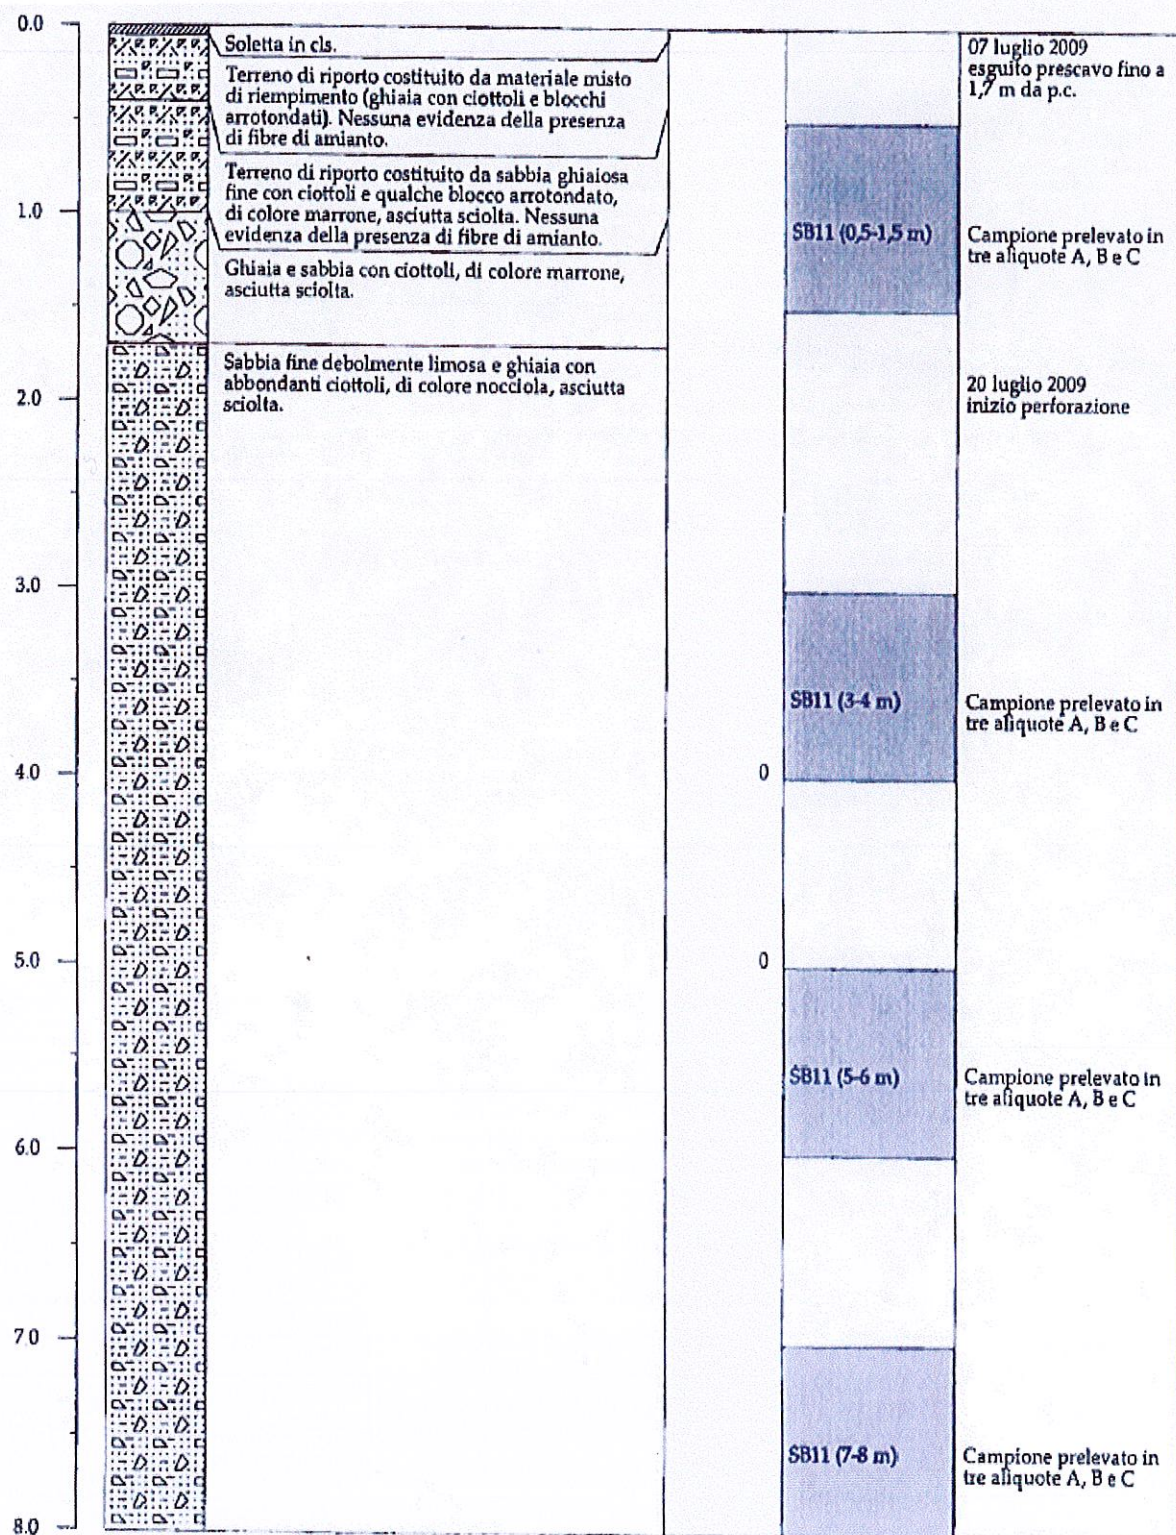 0.0
Soletta in cls.
Terreno di riporto costituito da materiale misto
di riempimento (ghiaia con ciottoli e blocchi
arrotondati). Nessuna evidenza della presenza
di fibre di amianto.
Terreno di riporto costituito da sabbia ghiaiosa
fine con ciottoli e qualche blocco arrotondato,
di colore marrone, asciutta sciolta. Nessuna
evidenza della presenza di fibre di amianto.
Ghiaia e sabbia con ciottoli, di colore marrone,
asciutta sciolta.
Sabbia fine debolmente limosa e ghiaia con
abbondanti ciottoli, di colore nocciola, asciutta
sciolta.
07 luglio 2009
esguito prescavo fino a
1,7 m da p.c.
1.0
SB11 (0,5-1,5 m)
Campione prelevato in
tre aliquote A, B e C
2.0
20 luglio 2009
inizio perforazione
3.0
SB11 (3-4 m)
Campione prelevato in
tre aliquote A, B e C
4.0
0
5.0
0
SB11 (5-6 m)
Campione prelevato in
tre aliquote A, B e C
6.0
7.0
SB11 (7-8 m)
Campione prelevato in
tre aliquote A, B e C
8.0